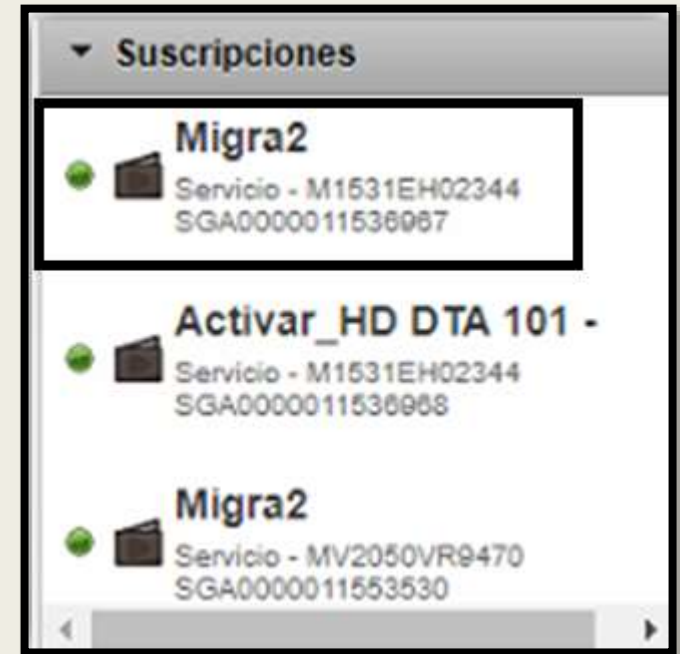 Suscripciones
Migra2
Servicio - M1531EH02344
SGA0000011536967
Activar_HD DTA 101 -
Servicio - M1531EH02344
SGA0000011536968
Migra2
Servicio - MV2050VR9470
SGA0000011553530